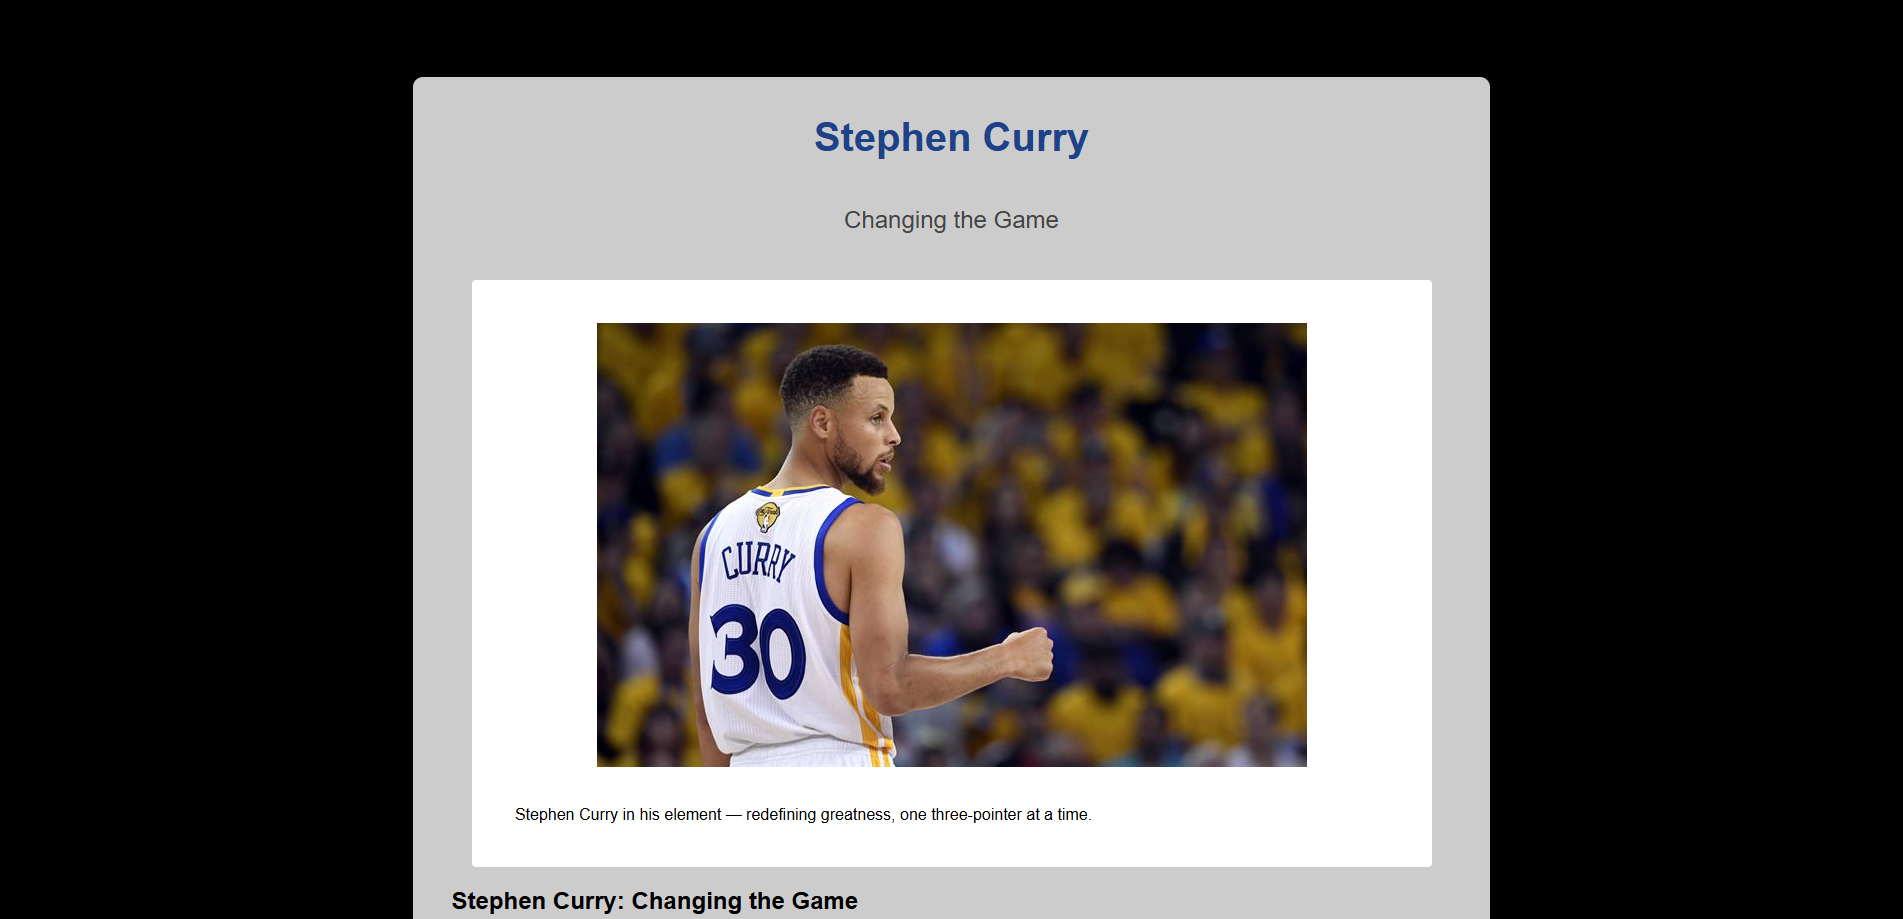 Stephen Curry
Changing the Game
CURRY
30
Stephen Curry in his element — redefining greatness, one three-pointer at a time.
Stephen Curry: Changing the Game